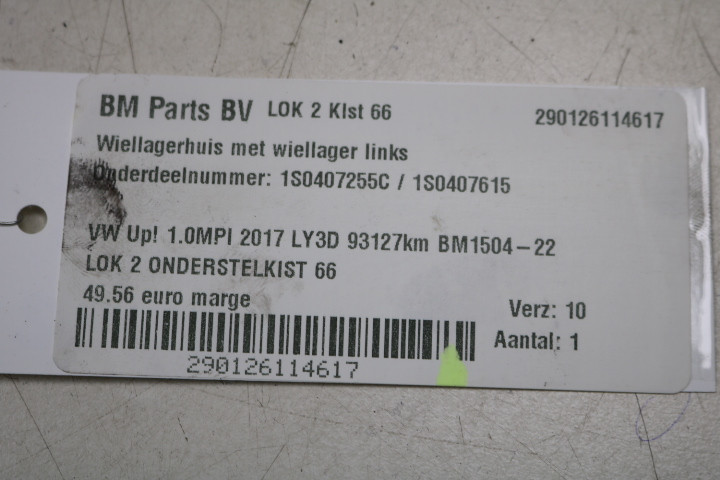 BM Parts BV LOK 2 Klst 66 290126114617
Wiellagerhuis met wiellager links
Onderdeelnummer: 1S0407255C / 1S0407615
VW Up! 1.0MPI 2017 LY3D 93127km BM1504-22
LOK 2 ONDERSTELKIST 66
49.56 euro marge
Verz: 10
Aantal: 1
290126114617